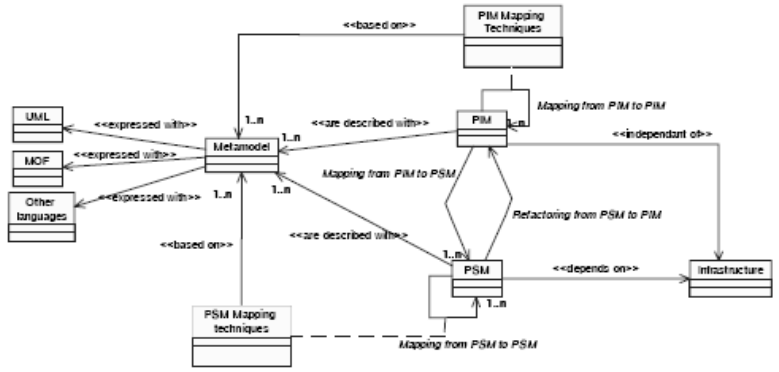 PIM Mapping
Techniques
<<based on>>
Mapping from PIM to PIM
UML
<<expressed with>>
1..n
1..n
<<are described with>>
PIM
1..n
<<independant of>>
Metamodel
MOF
<<expressed with>>
Mapping from PIM to PSM
1..n
1..n
Other
languages
<<expressed with>>
Refactoring from PSM to PIM
<<based on>>
<<are described with>>
1..n
PSM
<<depends on>>
Infrastructure
1..n
PSM Mapping
techniques
Mapping from PSM to PSM